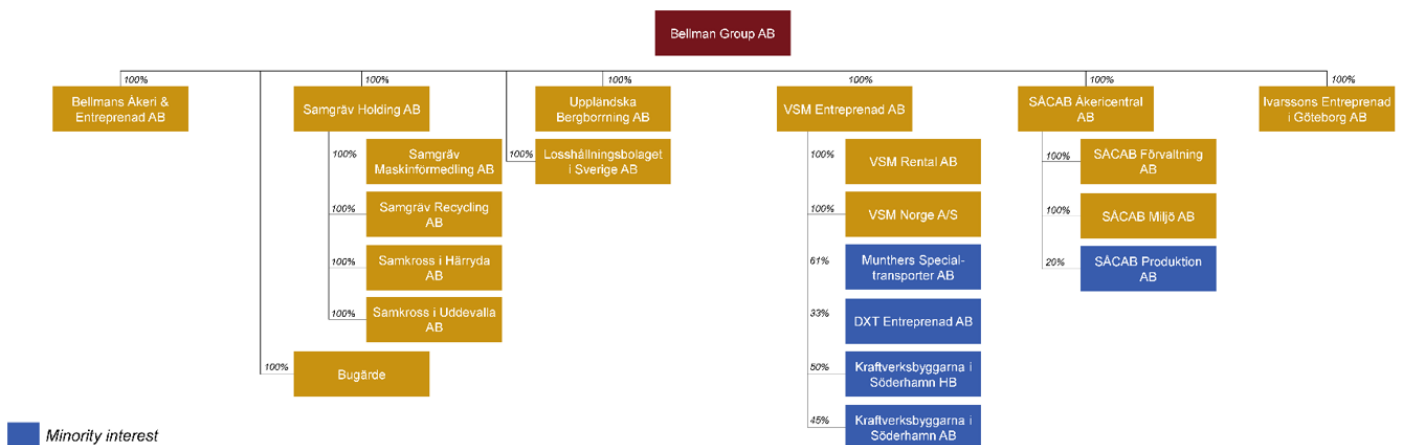 Bellman Group AB
100%
100%
100%
100%
100%
100%
Bellmans Åkeri &
Entreprenad AB
Samgräv Holding AB
Uppländska
Bergborrning AB
VSM Entreprenad AB
SÅCAB Åkericentral
AB
Ivarssons Entreprenad
i Göteborg AB
100%
Samgräv
Maskinförmedling AB
100%
Samgräv Recycling
AB
100%
Samkross i Härryda
AB
100%
Samkross i Uddevalla
AB
100%
Bugärde
100%
Losshållningsbolaget
i Sverige AB
100%
VSM Rental AB
100%
VSM Norge A/S
61%
Munthers Special-
transporter AB
33%
DXT Entreprenad AB
50%
Kraftverksbyggarna i
Söderhamn HB
45%
Kraftverksbyggarna i
Söderhamn AB
100%
SÅCAB Förvaltning
AB
100%
SÅCAB Miljö AB
20%
SÅCAB Produktion
AB
Minority interest